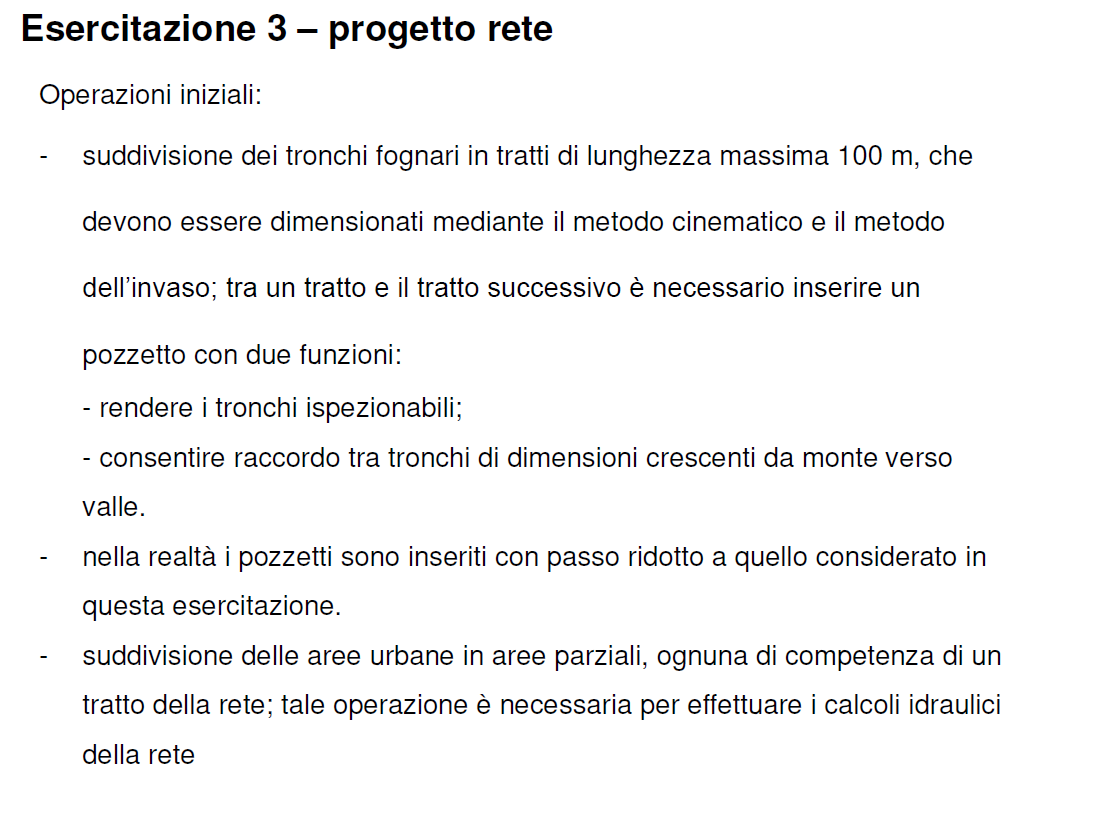 Esercitazione 3 – progetto rete
Operazioni iniziali:
- suddivisione dei tronchi fognari in tratti di lunghezza massima 100 m, che
devono essere dimensionati mediante il metodo cinematico e il metodo
dell’invaso; tra un tratto e il tratto successivo è necessario inserire un
pozzetto con due funzioni:
- rendere i tronchi ispezionabili;
- consentire raccordo tra tronchi di dimensioni crescenti da monte verso
valle.
- nella realtà i pozzetti sono inseriti con passo ridotto a quello considerato in
questa esercitazione.
- suddivisione delle aree urbane in aree parziali, ognuna di competenza di un
tratto della rete; tale operazione è necessaria per effettuare i calcoli idraulici
della rete